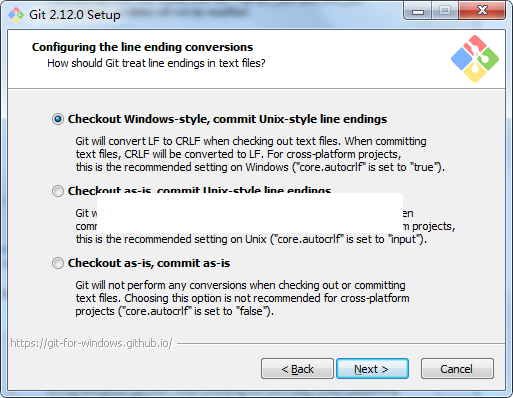 Git 2.12.0 Setup
Configuring the line ending conversions
How should Git treat line endings in text files?
Checkout Windows-style, commit Unix-style line endings
Git will convert LF to CRLF when checking out text files. When committing
text files, CRLF will be converted to LF. For cross-platform projects,
this is the recommended setting on Windows ("core.autocrlf" is set to "true").
Checkout as-is, commit Unix-style line endings
Git
projects,
this is the recommended setting on Unix ("core.autocrlf" is set to "input").
Checkout as-is, commit as-is
Git will not perform any conversions when checking out or committing
text files. Choosing this option is not recommended for cross-platform
projects ("core.autocrlf" is set to "false").
https://git-for-windows.github.io/
< Back
Next >
Cancel